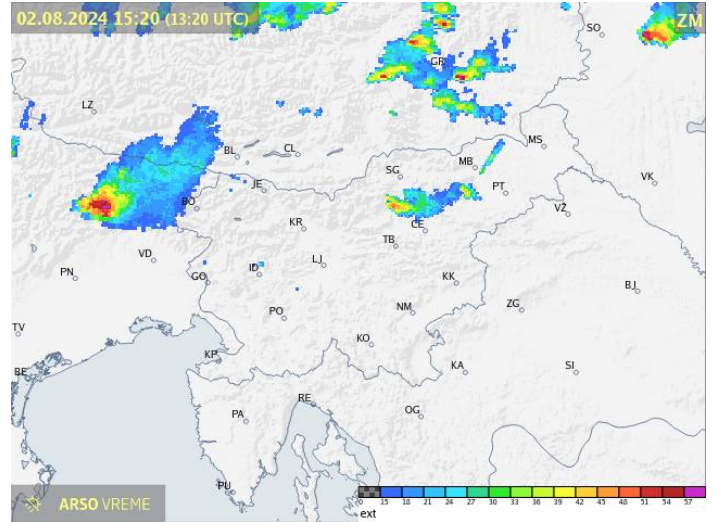 02.08.2024 15:20 (13:20 UTC)
ZM
SO
GR
LZ
MS
BL
CL
MB
SG
VK
JE
PT
BO
VŽ
KR
CE
TB
VD
LJ
ID
PN
GO
KK
BJ
NM
ZG
PO
TV
KO
KP
BE
KA
SI
RE
PA
OG
PU
ARSO VREME
0 15 18 21 24 27 30 33 36 39 42 45 48 51 54 57
ext